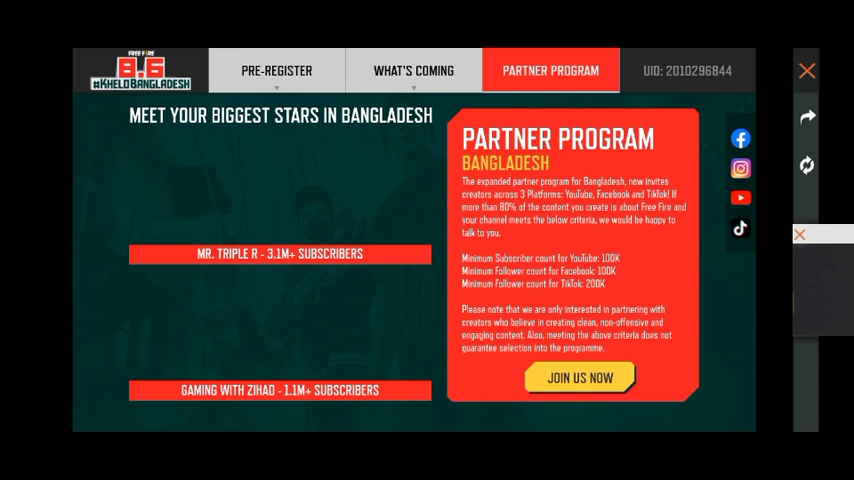 FREE FIRE
8.6
#KHELOBANGLADESH
PRE-REGISTER
WHAT'S COMING
PARTNER PROGRAM
UID: 2010296844
MEET YOUR BIGGEST STARS IN BANGLADESH
MR. TRIPLE R - 3.1M+ SUBSCRIBERS
GAMING WITH ZIHAD - 1.1M+ SUBSCRIBERS
PARTNER PROGRAM
BANGLADESH
The expanded partner program for Bangladesh, now invites
creators across 3 Platforms: YouTube, Facebook and TikTok! If
more than 80% of the content you create is about Free Fire and
your channel meets the below criteria, we would be happy to
talk to you.
Minimum Subscriber count for YouTube: 100K
Minimum Follower count for Facebook: 100K
Minimum Follower count for TikTok: 200K
Please note that we are only interested in partnering with
creators who believe in creating clean, non-offensive and
engaging content. Also, meeting the above criteria does not
guarantee selection into the programme.
JOIN US NOW